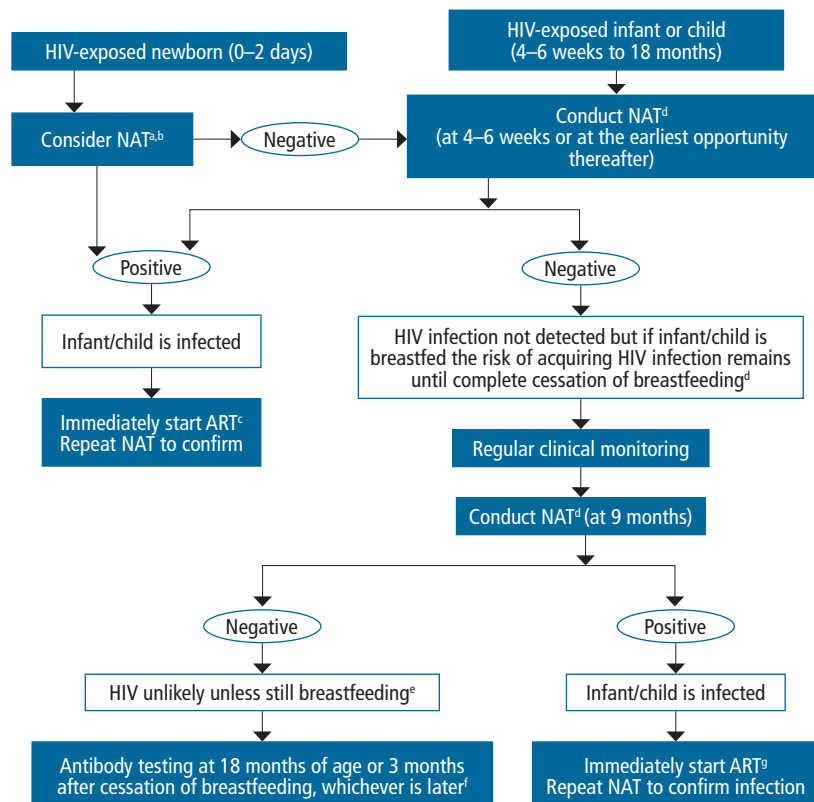 HIV-exposed newborn (0–2 days)
HIV-exposed infant or child
(4–6 weeks to 18 months)
Consider NATa,b
Negative
Conduct NATd
(at 4–6 weeks or at the earliest opportunity
thereafter)
Positive
Negative
Infant/child is infected
HIV infection not detected but if infant/child is
breastfed the risk of acquiring HIV infection remains
until complete cessation of breastfeedingd
Immediately start ARTc
Repeat NAT to confirm
Regular clinical monitoring
Conduct NATd (at 9 months)
Negative
Positive
HIV unlikely unless still breastfeedinge
Infant/child is infected
Antibody testing at 18 months of age or 3 months
after cessation of breastfeeding, whichever is laterf
Immediately start ARTg
Repeat NAT to confirm infection